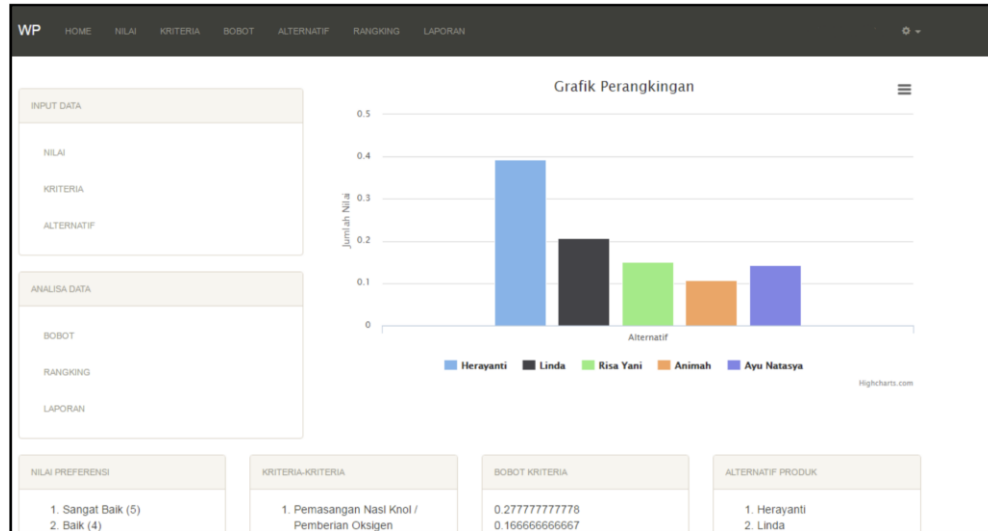 WP HOME NILAI KRITERIA BOBOT ALTERNATIF RANGKING LAPORAN
INPUT DATA
NILAI
KRITERIA
ALTERNATIF
ANALISA DATA
BOBOT
RANGKING
LAPORAN
Grafik Perangkingan
Jumlah Nilai
0.5
0.4
0.3
0.2
0.1
0
Alternatif
Herayanti Linda Risa Yani Animah Ayu Natasya
Highcharts.com
NILAI PREFERENSI
1. Sangat Baik (5)
2. Baik (4)
KRITERIA-KRITERIA
1. Pemasangan Nasl Knol /
Pemberian Oksigen
BOBOT KRITERIA
0.277777777778
0.166666666667
ALTERNATIF PRODUK
1. Herayanti
2. Linda